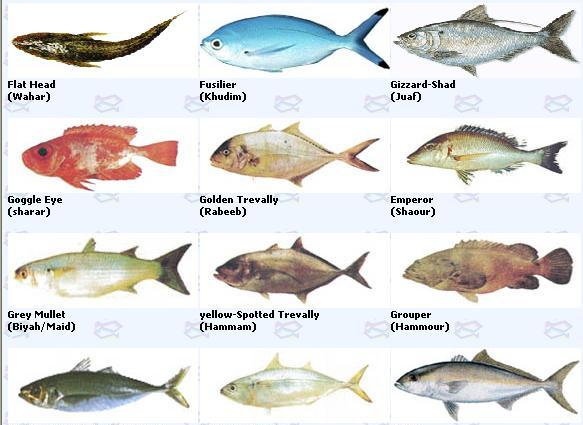 Flat Head
(Wahar)
Fusilier
(Khudim)
Gizzard-Shad
(Juaf)
Goggle Eye
(sharar)
Golden Trevally
(Rabeeb)
Emperor
(Shaour)
Grey Mullet
(Biyah/Maid)
yellow-Spotted Trevally
(Hammam)
Grouper
(Hammour)